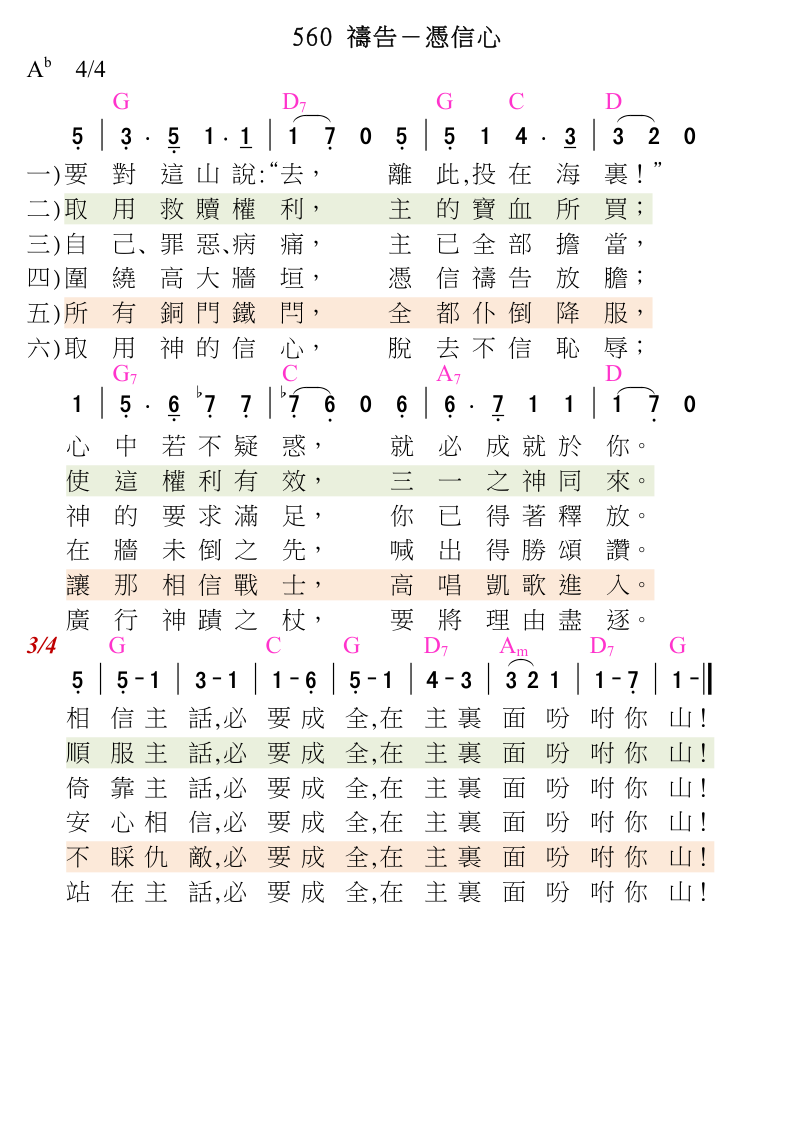 560 禱告－憑信心
A♭ 4/4
G D7 G C D
5 | 3 · 5 1 · 1 | 1 7 0 5 | 5 1 4 · 3 | 3 2 0
一)要對這山說:“去，離此,投在海裏!”
二)取用救贖權利，主的寶血所買；
三)自己、罪惡、病痛，主已全部擔當，
四)圍繞高大牆垣，憑信禱告放膽；
五)所有銅門鐵閂，全都仆倒降服，
六)取用神的信心，脫去不信恥辱；
G7 C A7 D
1 | 5 · 6 ♭7 7 | ♭7 6 0 6 | 6 · 7 1 1 | 1 7 0
心中若不疑惑，就必成就於你。
使這權利有效，三一之神同來。
神的要求滿足，你已得著釋放。
在牆未倒之先，喊出得勝頌讚。
讓那相信戰士，高唱凱歌進入。
廣行神蹟之杖，要將理由盡逐。
3/4 G C G D7 Am D7 G
5 | 5 - 1 | 3 - 1 | 1 - 6 | 5 - 1 | 4 - 3 | 3 2 1 | 1 - 7 | 1 - ‖
相信主話,必要成全,在主裏面吩咐你山!
順服主話,必要成全,在主裏面吩咐你山!
倚靠主話,必要成全,在主裏面吩咐你山!
安心相信,必要成全,在主裏面吩咐你山!
不睬仇敵,必要成全,在主裏面吩咐你山!
站在主話,必要成全,在主裏面吩咐你山!